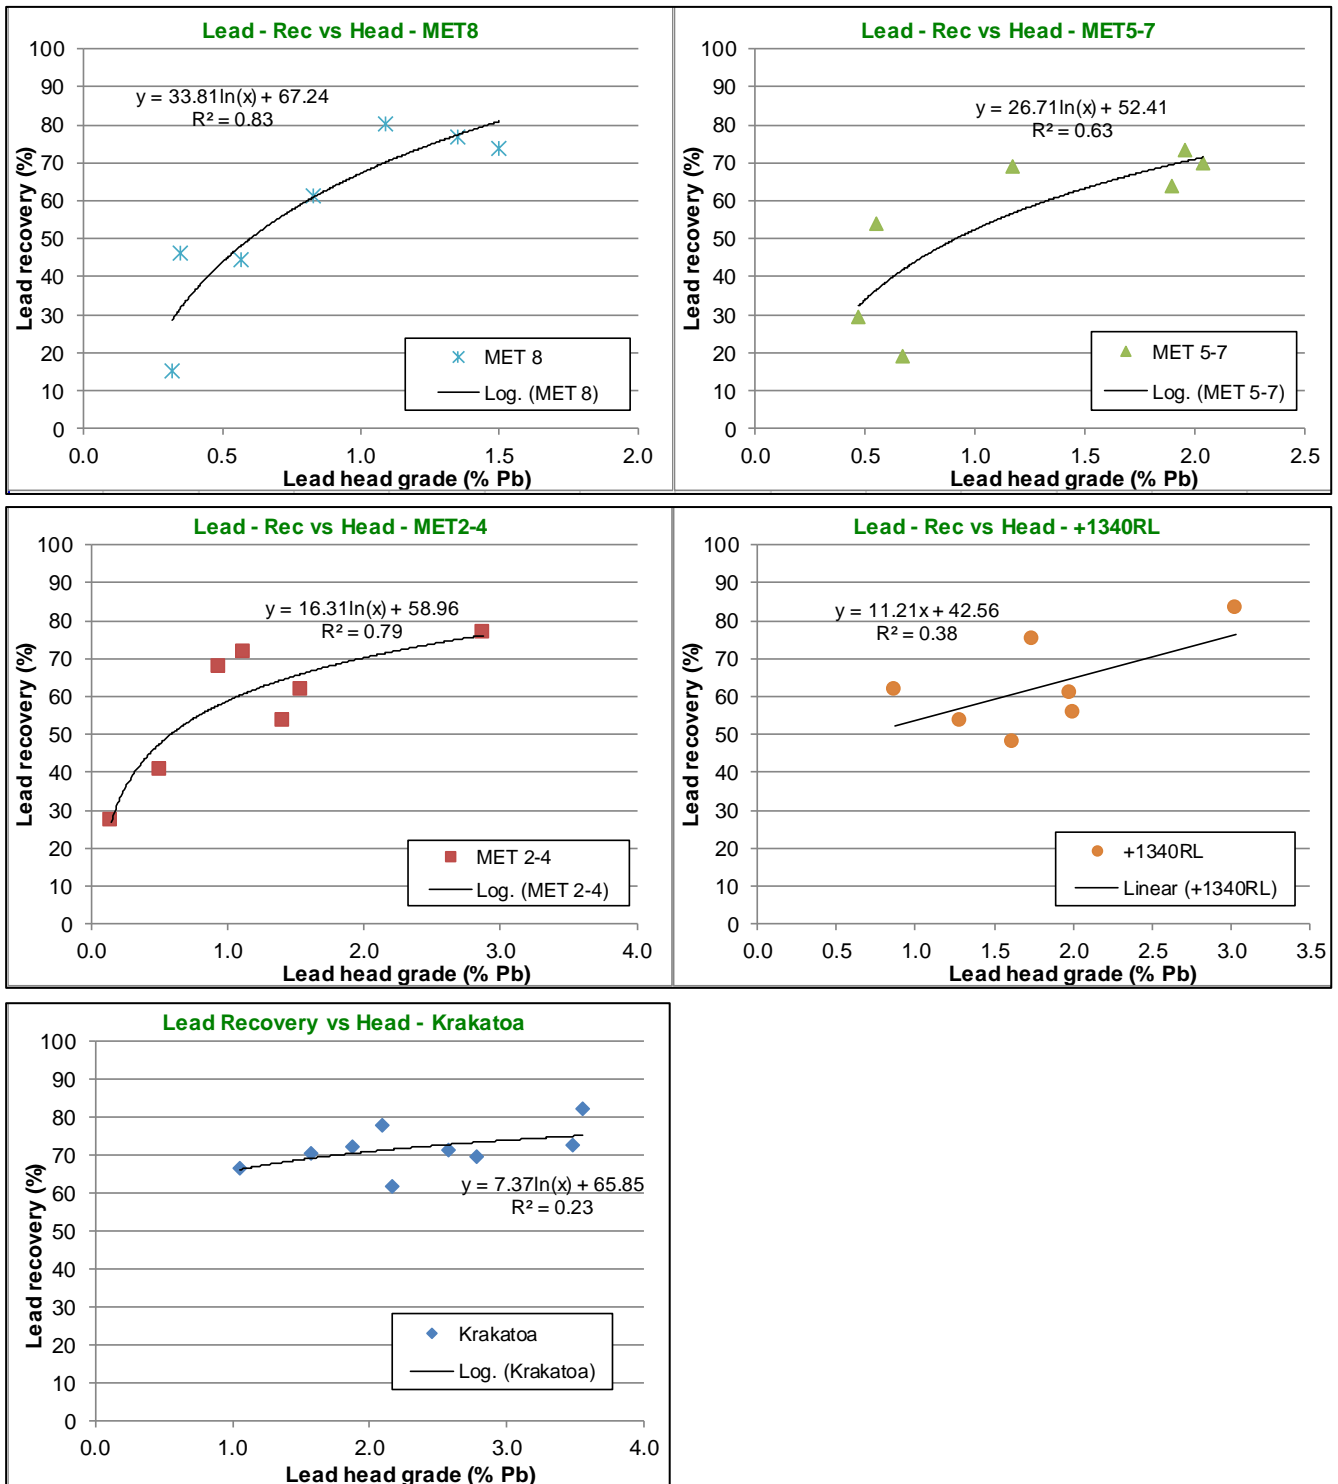 Lead - Rec vs Head - MET8
100
90
80
70
60
50
40
30
20
10
0
Lead recovery (%)
y = 33.81ln(x) + 67.24
R² = 0.83
MET 8
Log. (MET 8)
0.0 0.5 1.0 1.5 2.0
Lead head grade (% Pb)
Lead - Rec vs Head - MET5-7
100
90
80
70
60
50
40
30
20
10
0
Lead recovery (%)
y = 26.71ln(x) + 52.41
R² = 0.63
MET 5-7
Log. (MET 5-7)
0.0 0.5 1.0 1.5 2.0 2.5
Lead head grade (% Pb)
Lead - Rec vs Head - MET2-4
100
90
80
70
60
50
40
30
20
10
0
Lead recovery (%)
y = 16.31ln(x) + 58.96
R² = 0.79
MET 2-4
Log. (MET 2-4)
0.0 1.0 2.0 3.0 4.0
Lead head grade (% Pb)
Lead - Rec vs Head - +1340RL
100
90
80
70
60
50
40
30
20
10
0
Lead recovery (%)
y = 11.21x + 42.56
R² = 0.38
+1340RL
Linear (+1340RL)
0.0 0.5 1.0 1.5 2.0 2.5 3.0 3.5
Lead head grade (% Pb)
Lead Recovery vs Head - Krakatoa
100
90
80
70
60
50
40
30
20
10
0
Lead recovery (%)
y = 7.37ln(x) + 65.85
R² = 0.23
Krakatoa
Log. (Krakatoa)
0.0 1.0 2.0 3.0 4.0
Lead head grade (% Pb)